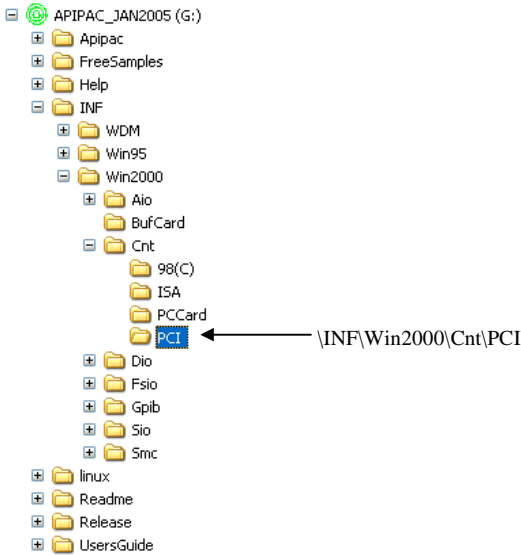 APIPAC_JAN2005 (G:)
Apipac
FreeSamples
Help
INF
WDM
Win95
Win2000
Aio
BufCard
Cnt
98(C)
ISA
PCCard
PCI \INF\Win2000\Cnt\PCI
Dio
Fsio
Gpib
Sio
Smc
linux
Readme
Release
UsersGuide